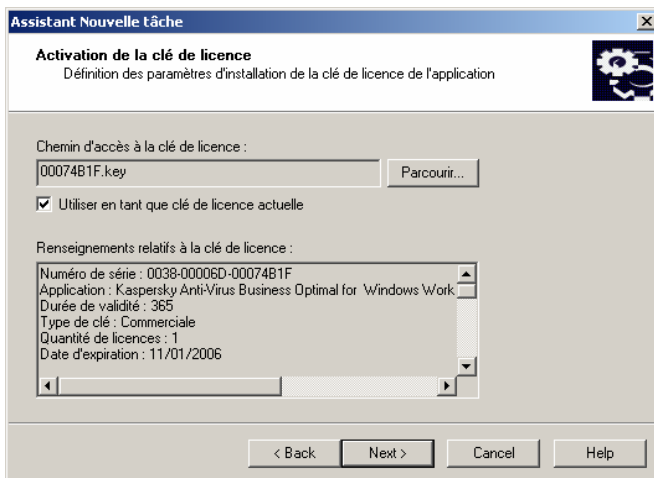 Assistant Nouvelle tâche
Activation de la clé de licence
Définition des paramètres d'installation de la clé de licence de l'application
Chemin d'accès à la clé de licence :
00074B1F.key
Parcourir...
Utiliser en tant que clé de licence actuelle
Renseignements relatifs à la clé de licence :
Numéro de série : 0038-00006D-00074B1F
Application : Kaspersky Anti-Virus Business Optimal for Windows Work
Durée de validité : 365
Type de clé : Commerciale
Quantité de licences : 1
Date d'expiration : 11/01/2006
< Back Next > Cancel Help